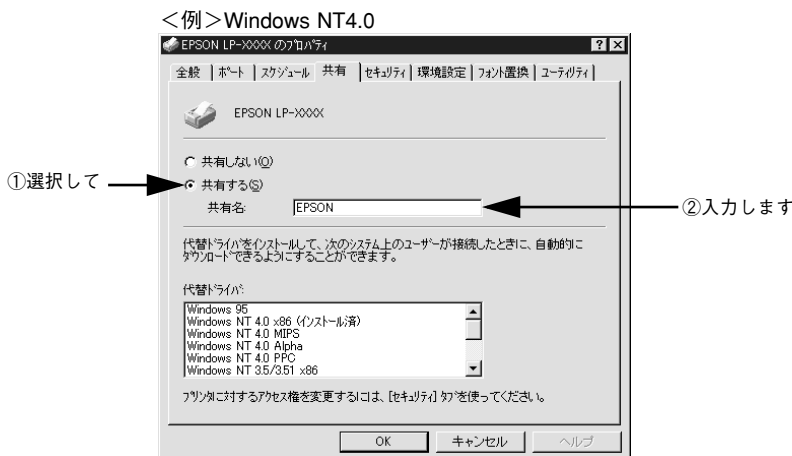 ＜例＞Windows NT4.0
EPSON LP-XXXX のプロパティ
全般 ポート スケジュール 共有 セキュリティ 環境設定 フォント置換 ユーティリティ
EPSON LP-XXXX
共有しない(O)
①選択して
共有する(S)
共有名: EPSON
②入力します
代替ドライバをインストールして、次のシステム上のユーザーが接続したときに、自動的に
ダウンロードできるようにすることができます。
代替ドライバ:
Windows 95
Windows NT 4.0 x86 (インストール済)
Windows NT 4.0 MIPS
Windows NT 4.0 Alpha
Windows NT 4.0 PPC
Windows NT 3.5/3.51 x86
プリンタに対するアクセス権を変更するには、[セキュリティ] タブを使ってください。
OK キャンセル ヘルプ